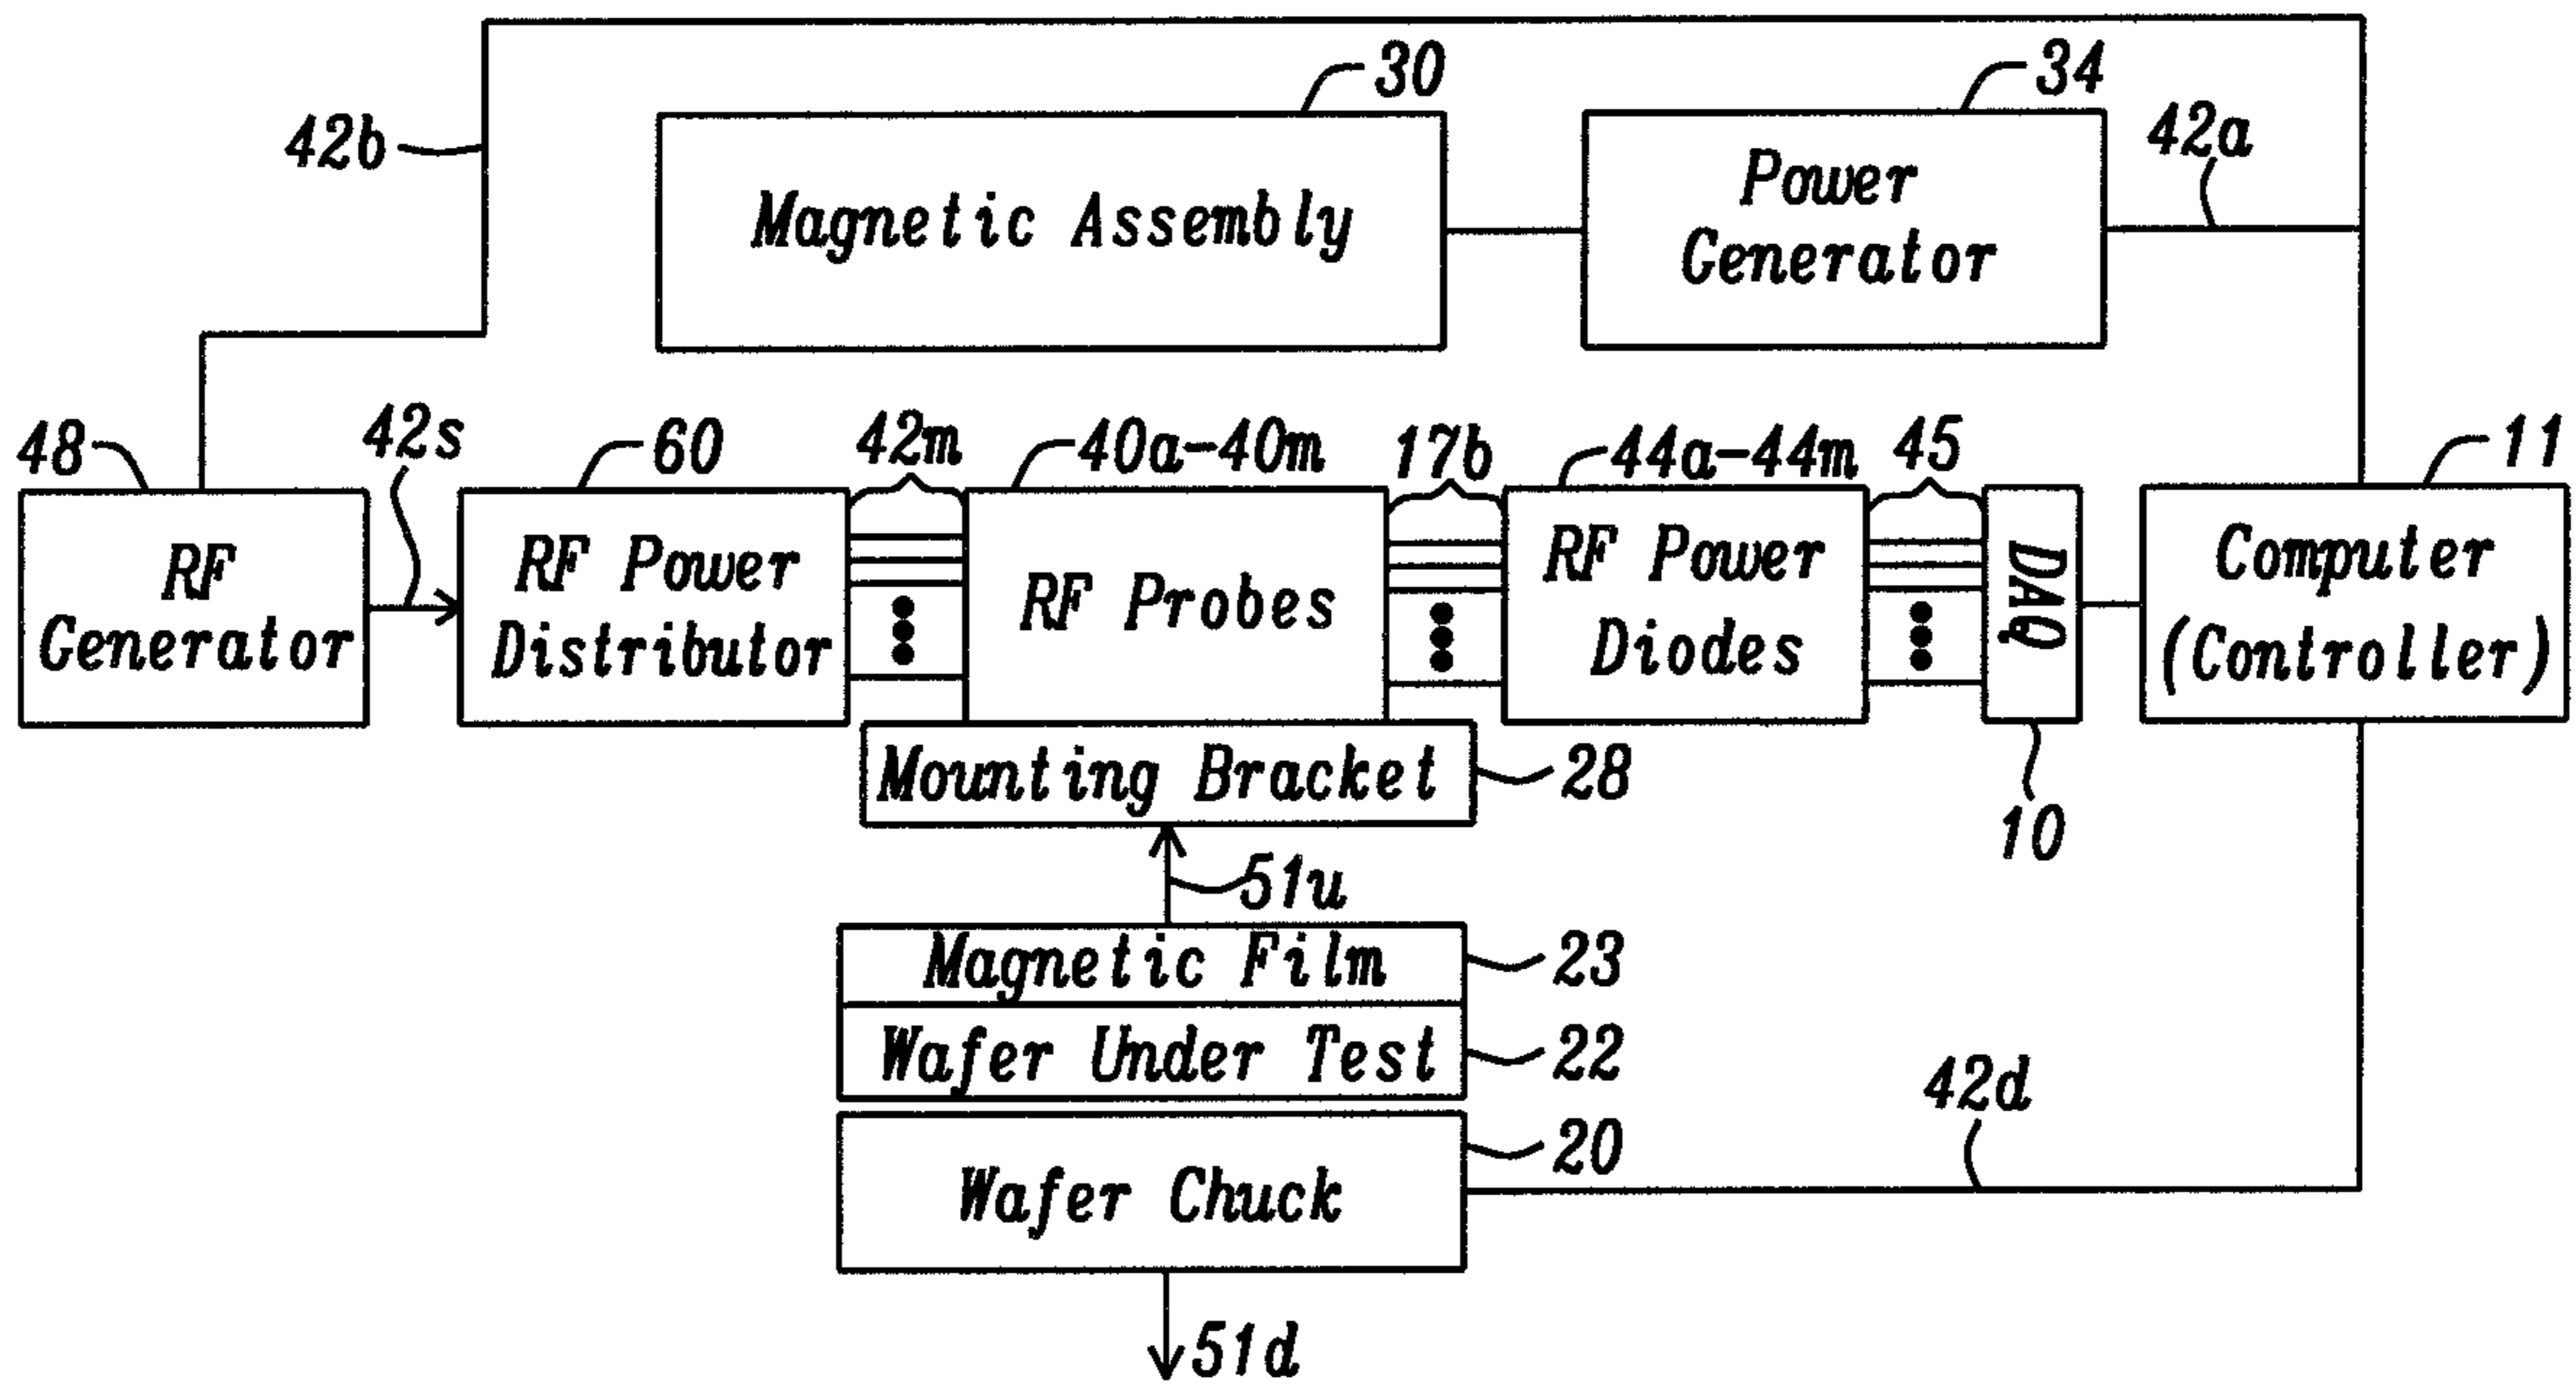 30
34
42b
42a
Magnetic Assembly
Power
Generator
48
42s
60
42m
40a-40m
17b
44a-44m
45
11
RF
Generator
RF Power
Distributor
RF Probes
RF Power
Diodes
DAQ
Computer
(Controller)
Mounting Bracket
28
10
51u
Magnetic Film
23
Wafer Under Test
22
42d
20
Wafer Chuck
51d